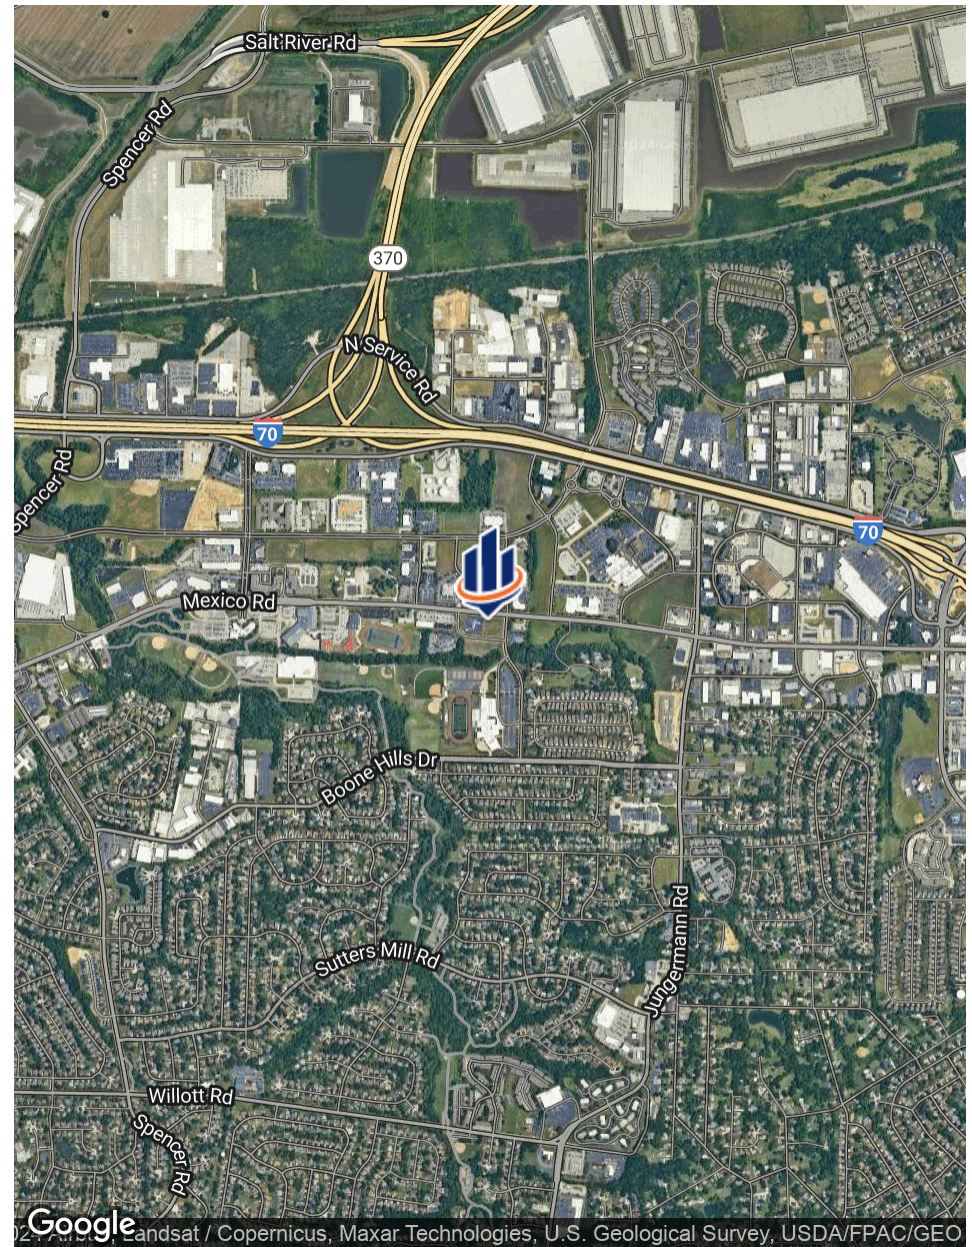 Salt River Rd
Spencer Rd
370
N Service Rd
70
Spencer Rd
70
Mexico Rd
Boone Hills Dr
Jungermann Rd
Sutters Mill Rd
Willott Rd
Spencer Rd
Google
Landsat / Copernicus, Maxar Technologies, U.S. Geological Survey, USDA/FPAC/GEO